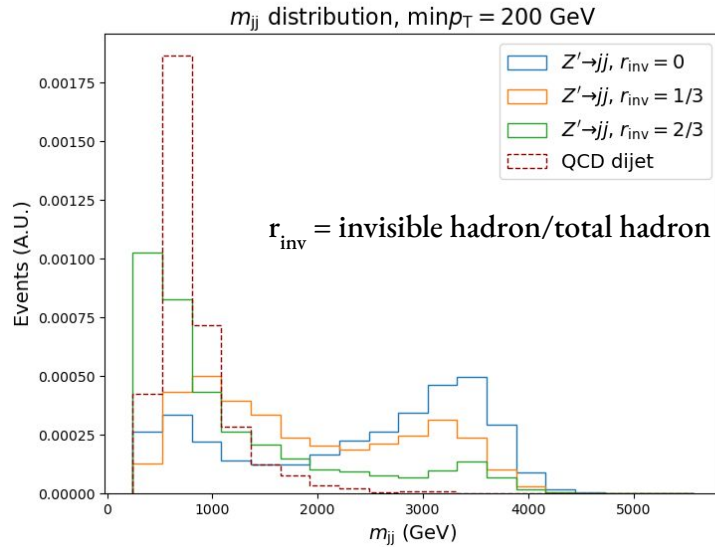 m_jj distribution, minp_T = 200 GeV
Z′→jj, r_inv = 0
Z′→jj, r_inv = 1/3
Z′→jj, r_inv = 2/3
QCD dijet
r_inv = invisible hadron/total hadron
Events (A.U.)
0.00175
0.00150
0.00125
0.00100
0.00075
0.00050
0.00025
0.00000
0 1000 2000 3000 4000 5000
m_jj (GeV)